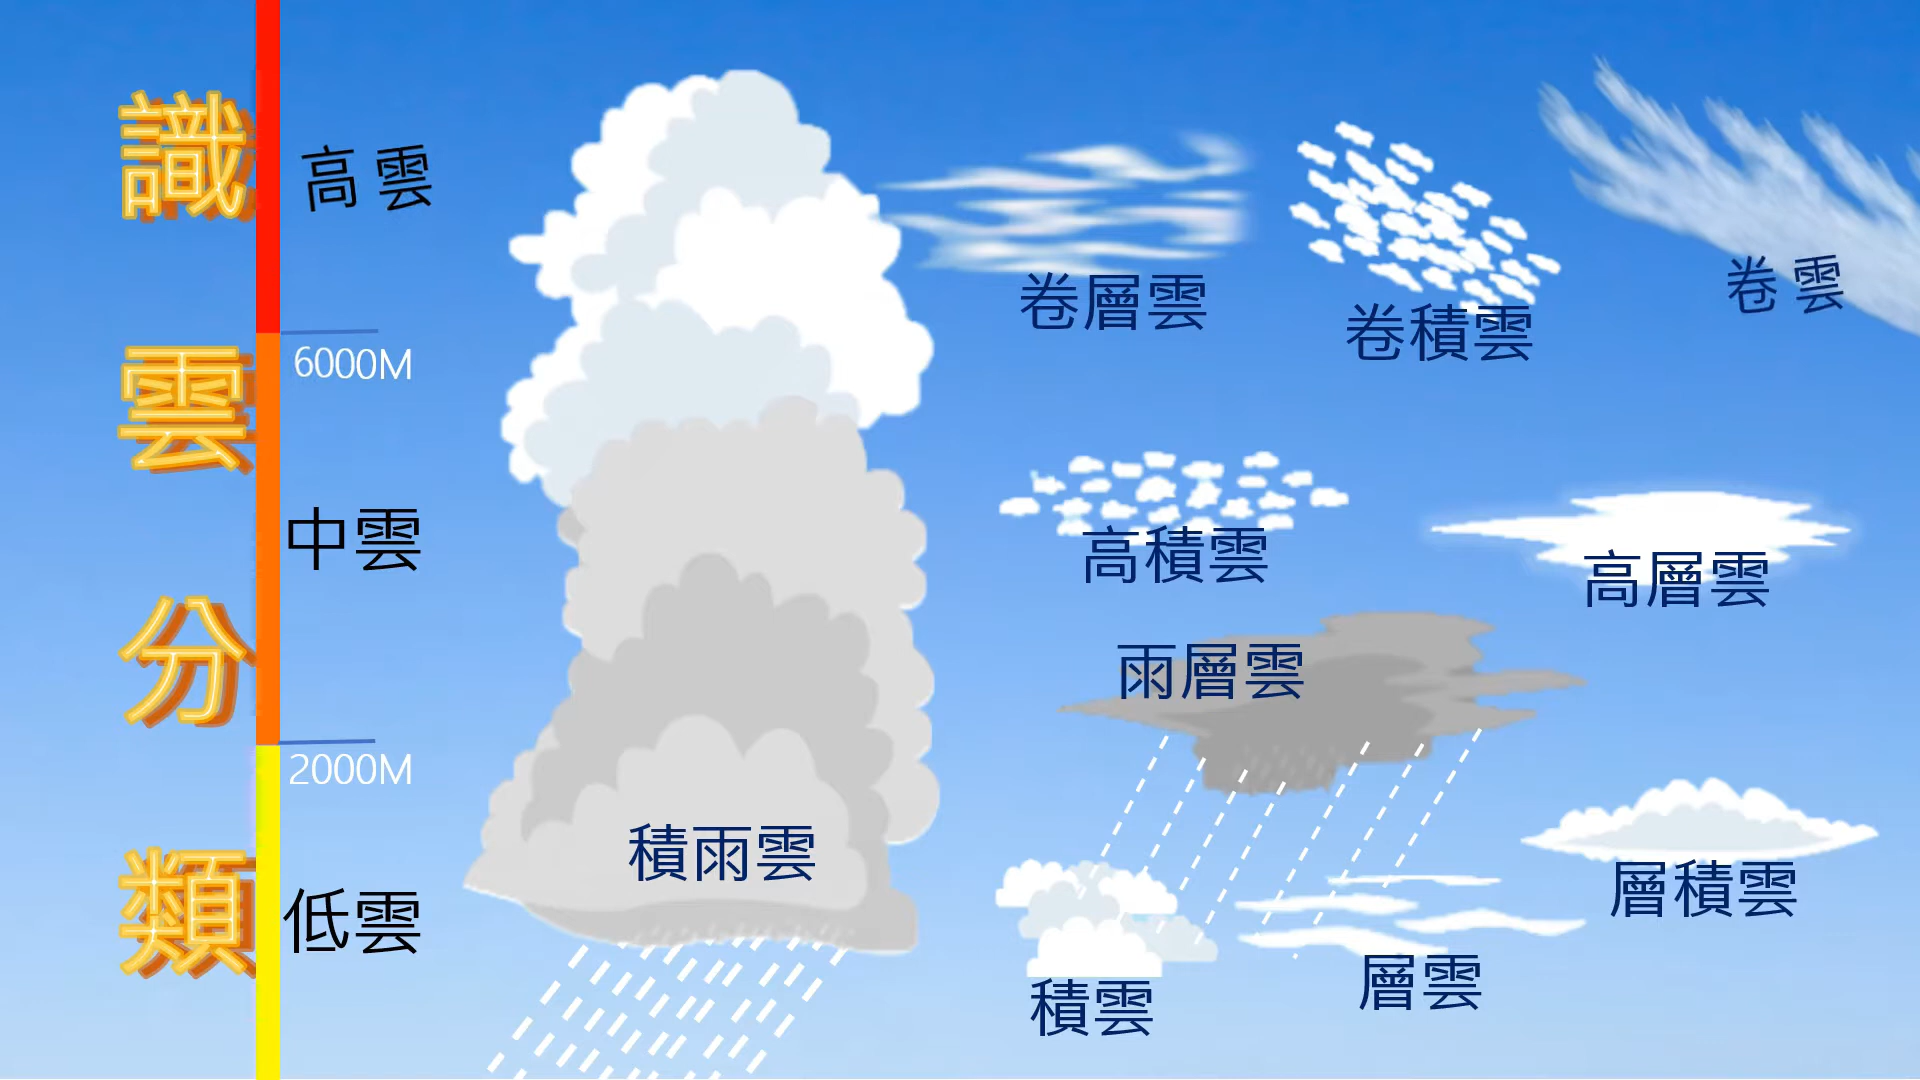 識雲分類
高雲
6000M
中雲
2000M
低雲
卷層雲
卷積雲
卷雲
高積雲
高層雲
雨層雲
積雨雲
層積雲
層雲
積雲